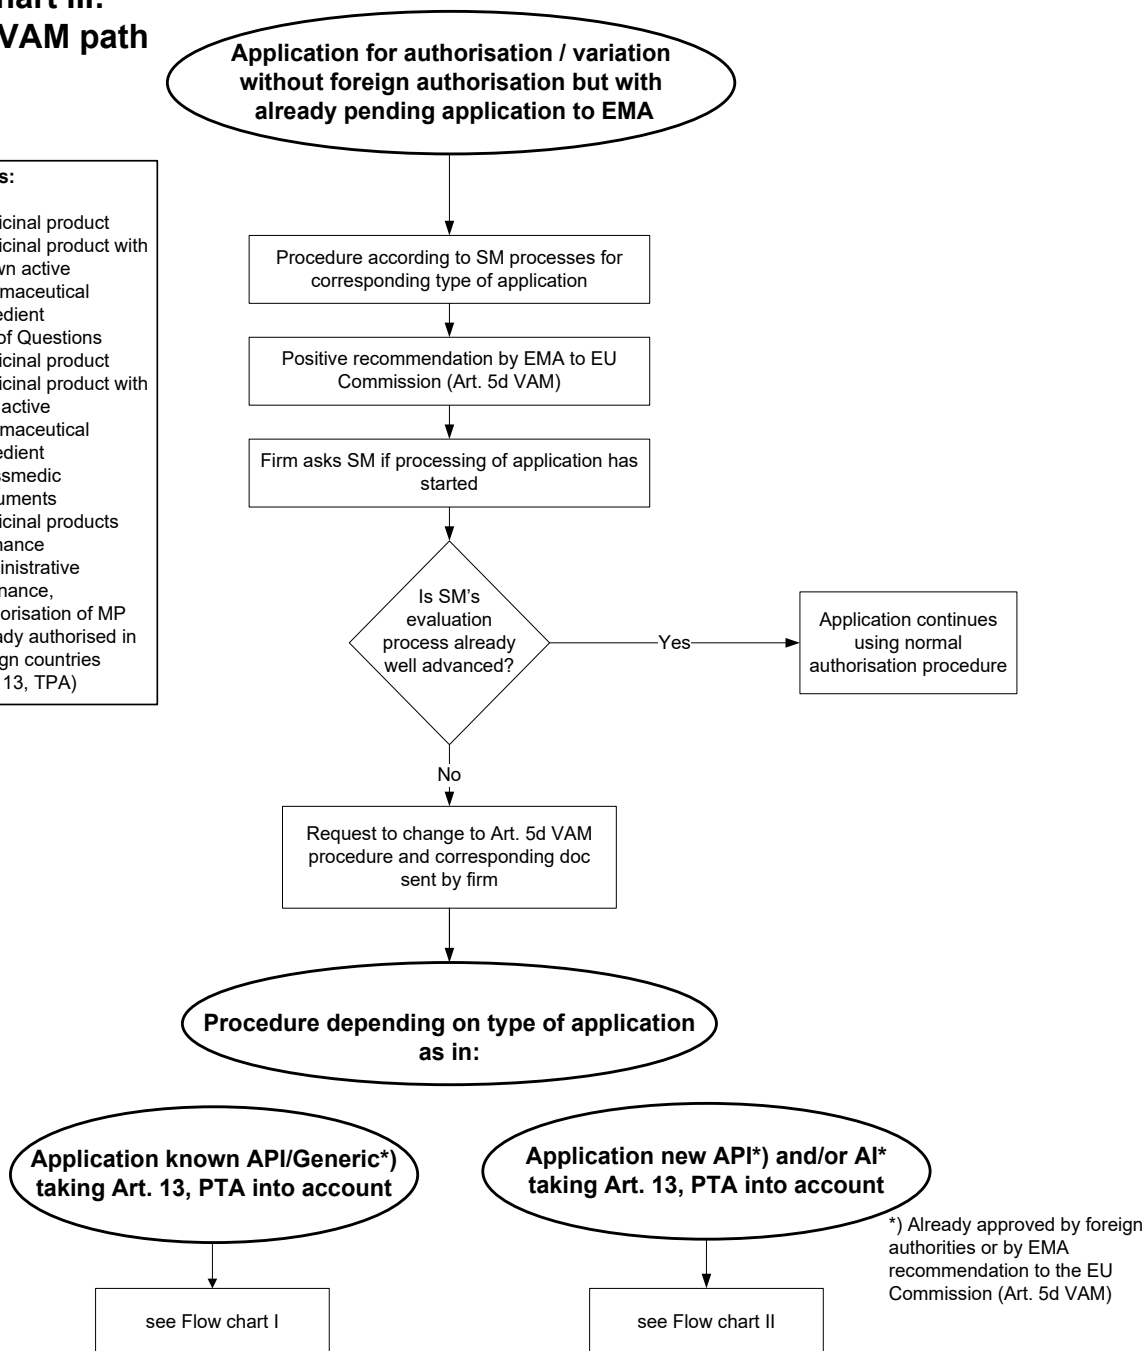 hart III:
VAM path
Application for authorisation / variation
without foreign authorisation but with
already pending application to EMA
s:
icinal product
icinal product with
wn active
maceutical
edient
of Questions
icinal product
icinal product with
active
maceutical
edient
ssmedic
uments
icinal products
nance
inistrative
nance,
orisation of MP
ady authorised in
ign countries
13, TPA)
Procedure according to SM processes for
corresponding type of application
Positive recommendation by EMA to EU
Commission (Art. 5d VAM)
Firm asks SM if processing of application has
started
Is SM's
evaluation
process already
well advanced?
Yes
Application continues
using normal
authorisation procedure
No
Request to change to Art. 5d VAM
procedure and corresponding doc
sent by firm
Procedure depending on type of application
as in:
Application known API/Generic*)
taking Art. 13, PTA into account
Application new API*) and/or AI*
taking Art. 13, PTA into account
*) Already approved by foreign
authorities or by EMA
recommendation to the EU
Commission (Art. 5d VAM)
see Flow chart I
see Flow chart II